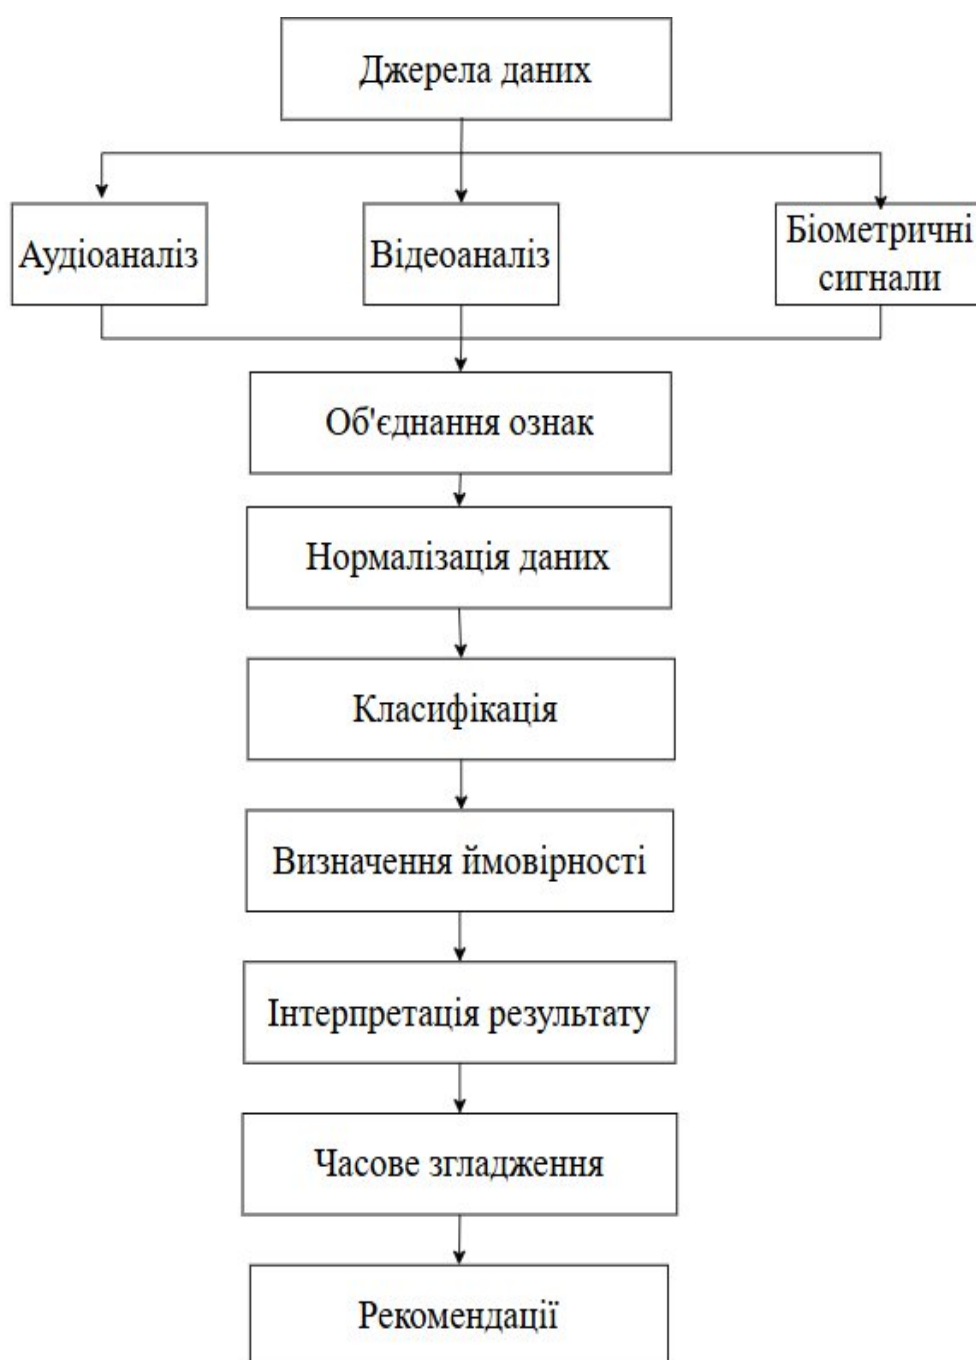 Джерела даних
Аудіоаналіз
Відеоаналіз
Біометричні
сигнали
Об'єднання ознак
Нормалізація даних
Класифікація
Визначення ймовірності
Інтерпретація результату
Часове згладження
Рекомендації